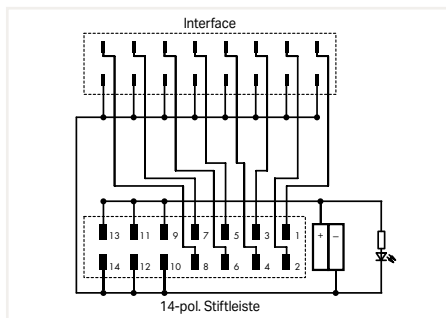 Interface
13 11 9 7 5 3 1
+ −
14 12 10 8 6 4 2
14-pol. Stiftleiste